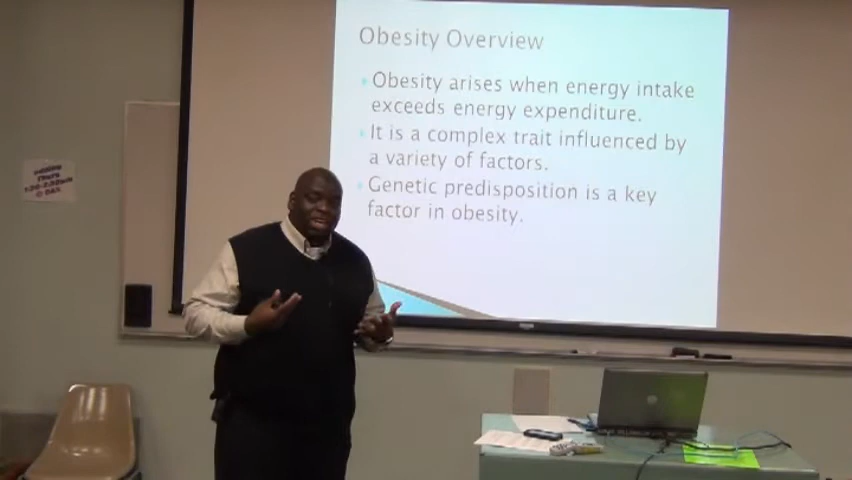 Obesity Overview
Obesity arises when energy intake
exceeds energy expenditure.
It is a complex trait influenced by
a variety of factors.
Genetic predisposition is a key
factor in obesity.